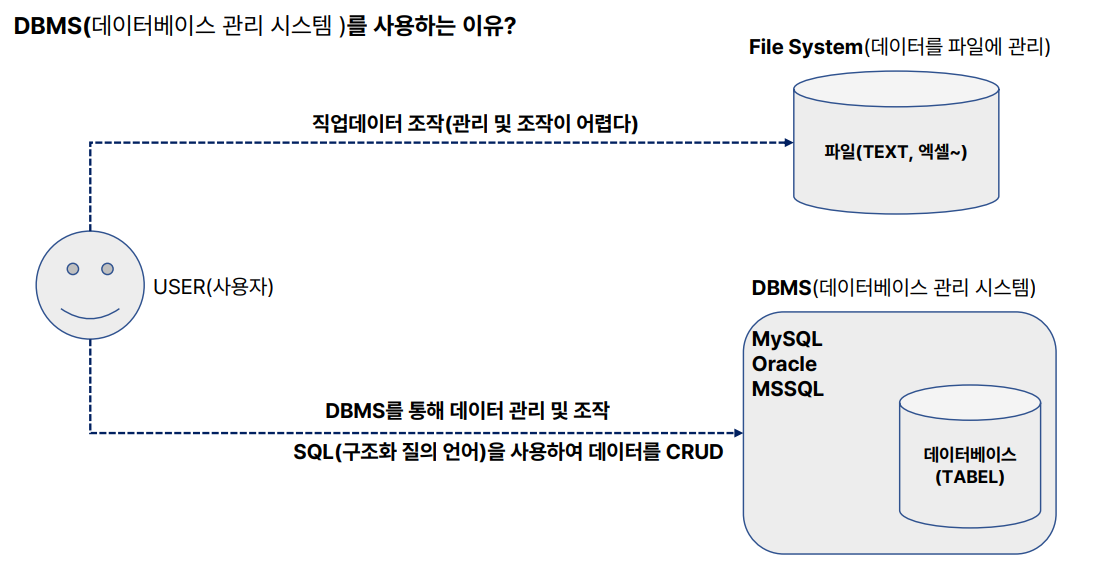 DBMS(데이터베이스 관리 시스템 )를 사용하는 이유?
File System(데이터를 파일에 관리)
직업데이터 조작(관리 및 조작이 어렵다)
파일(TEXT, 엑셀~)
USER(사용자)
DBMS(데이터베이스 관리 시스템)
MySQL
Oracle
MSSQL
DBMS를 통해 데이터 관리 및 조작
SQL(구조화 질의 언어)을 사용하여 데이터를 CRUD
데이터베이스
(TABEL)